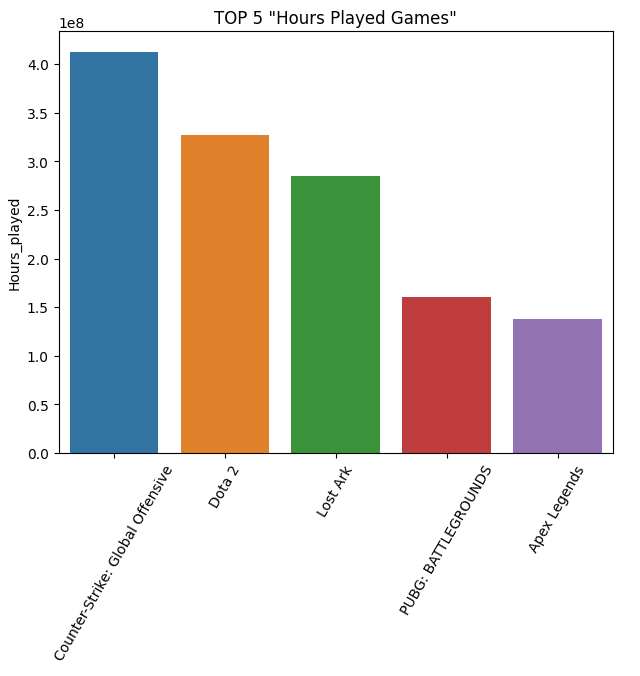 TOP 5 "Hours Played Games"
1e8
4.0
3.5
3.0
2.5
2.0
1.5
1.0
0.5
0.0
Hours_played
Counter-Strike: Global Offensive
Dota 2
Lost Ark
PUBG: BATTLEGROUNDS
Apex Legends